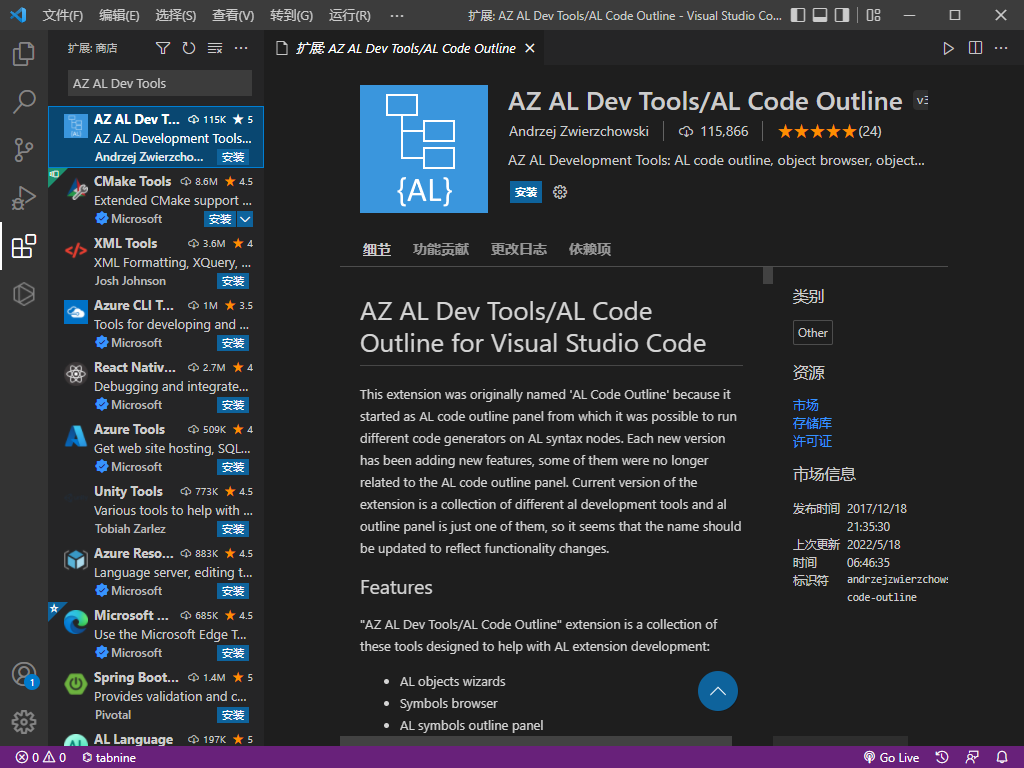 文件(F) 编辑(E) 选择(S) 查看(V) 转到(G) 运行(R) ··· 扩展: AZ AL Dev Tools/AL Code Outline - Visual Studio Co...
扩展: 商店
扩展: AZ AL Dev Tools/AL Code Outline
AZ AL Dev Tools
AZ AL Dev T... 115K 5
AZ AL Development Tools...
Andrzej Zwierzcho... 安装
CMake Tools 8.6M 4.5
Extended CMake support ...
Microsoft 安装
XML Tools 3.6M 4
XML Formatting, XQuery, ...
Josh Johnson 安装
Azure CLI T... 1M 3.5
Tools for developing and ...
Microsoft 安装
React Nativ... 2.7M 4
Debugging and integrate...
Microsoft 安装
Azure Tools 509K 4
Get web site hosting, SQL...
Microsoft 安装
Unity Tools 773K 4.5
Various tools to help with ...
Tobiah Zarlez 安装
Azure Reso... 883K 4.5
Language server, editing t...
Microsoft 安装
Microsoft ... 685K 4.5
Use the Microsoft Edge T...
Microsoft 安装
Spring Boot... 1.4M 5
Provides validation and c...
Pivotal 安装
AL Language 197K 5
{AL}
AZ AL Dev Tools/AL Code Outline v3
Andrzej Zwierzchowski 115,866 (24)
AZ AL Development Tools: AL code outline, object browser, object...
安装
细节 功能贡献 更改日志 依赖项
AZ AL Dev Tools/AL Code
Outline for Visual Studio Code
This extension was originally named 'AL Code Outline' because it
started as AL code outline panel from which it was possible to run
different code generators on AL syntax nodes. Each new version
has been adding new features, some of them were no longer
related to the AL code outline panel. Current version of the
extension is a collection of different al development tools and al
outline panel is just one of them, so it seems that the name should
be updated to reflect functionality changes.
Features
"AZ AL Dev Tools/AL Code Outline" extension is a collection of
these tools designed to help with AL extension development:
• AL objects wizards
• Symbols browser
• AL symbols outline panel
类别
Other
资源
市场
存储库
许可证
市场信息
发布时间 2017/12/18
21:35:30
上次更新 2022/5/18
时间 06:46:35
标识符 andrzejzwierzchows
code-outline
1
0 0 tabnine Go Live